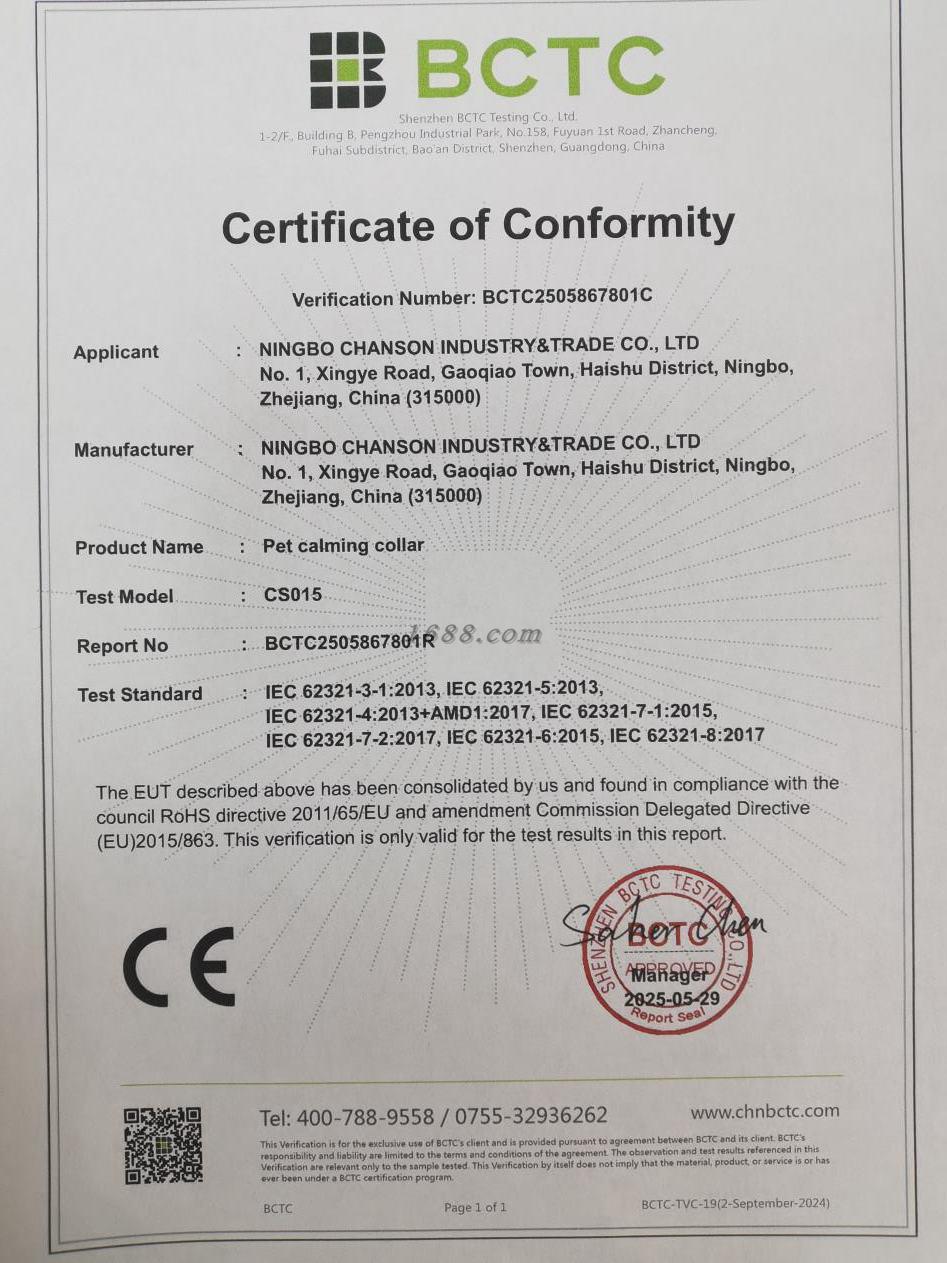 BCTC
Shenzhen BCTC Testing Co., Ltd.
1-2/F., Building B, Pengzhou Industrial Park, No.158, Fuyuan 1st Road, Zhancheng,
Fuhai Subdistrict, Bao'an District, Shenzhen, Guangdong, China
Certificate of Conformity
Verification Number: BCTC2505867801C
Applicant : NINGBO CHANSON INDUSTRY&TRADE CO., LTD
No. 1, Xingye Road, Gaoqiao Town, Haishu District, Ningbo,
Zhejiang, China (315000)
Manufacturer : NINGBO CHANSON INDUSTRY&TRADE CO., LTD
No. 1, Xingye Road, Gaoqiao Town, Haishu District, Ningbo,
Zhejiang, China (315000)
Product Name : Pet calming collar
Test Model : CS015
Report No : BCTC2505867801R
1688.com
Test Standard : IEC 62321-3-1:2013, IEC 62321-5:2013,
IEC 62321-4:2013+AMD1:2017, IEC 62321-7-1:2015,
IEC 62321-7-2:2017, IEC 62321-6:2015, IEC 62321-8:2017
The EUT described above has been consolidated by us and found in compliance with the
council RoHS directive 2011/65/EU and amendment Commission Delegated Directive
(EU)2015/863. This verification is only valid for the test results in this report.
CE
SHENZHEN BCTC TESTING CO.,LTD
BCTC
APPROVED
Manager
2025-05-29
Report Seal
Tel: 400-788-9558 / 0755-32936262
www.chnbctc.com
This Verification is for the exclusive use of BCTC's client and is provided pursuant to agreement between BCTC and its client. BCTC's
responsibility and liability are limited to the terms and conditions of the agreement. The observation and test results referenced in this
Verification are relevant only to the sample tested. This Verification by itself does not imply that the material, product, or service is or has
ever been under a BCTC certification program.
BCTC
Page 1 of 1
BCTC-TVC-19(2-September-2024)